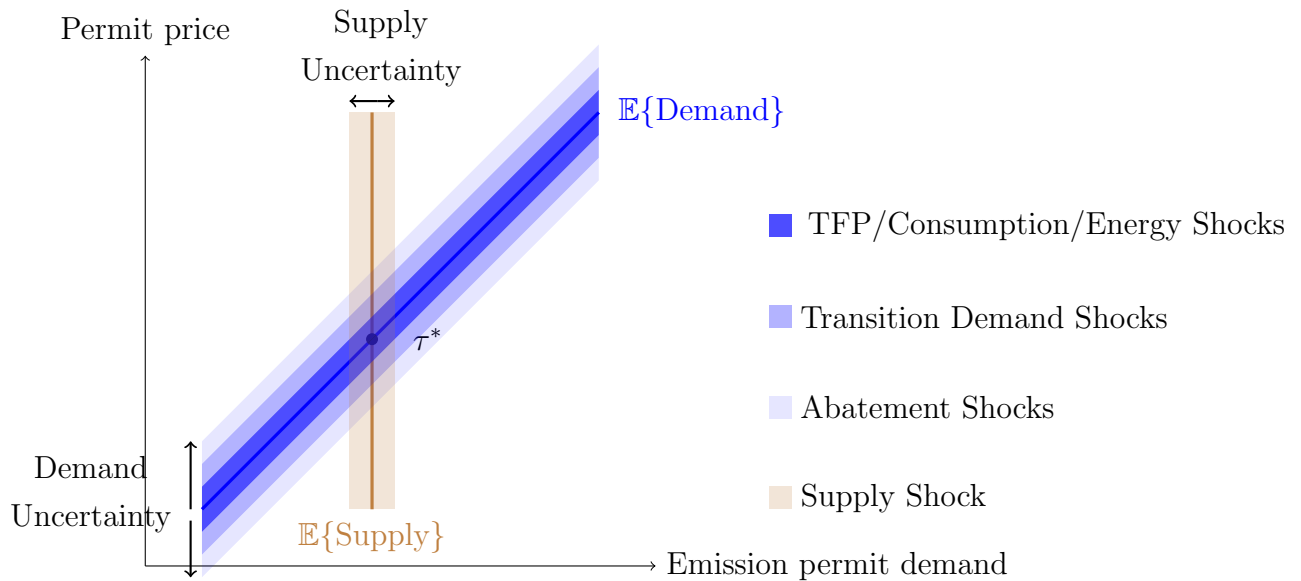 Permit price
Supply
Uncertainty
𝔼{Demand}
TFP/Consumption/Energy Shocks
Transition Demand Shocks
τ*
Abatement Shocks
Demand
Uncertainty
Supply Shock
𝔼{Supply}
Emission permit demand